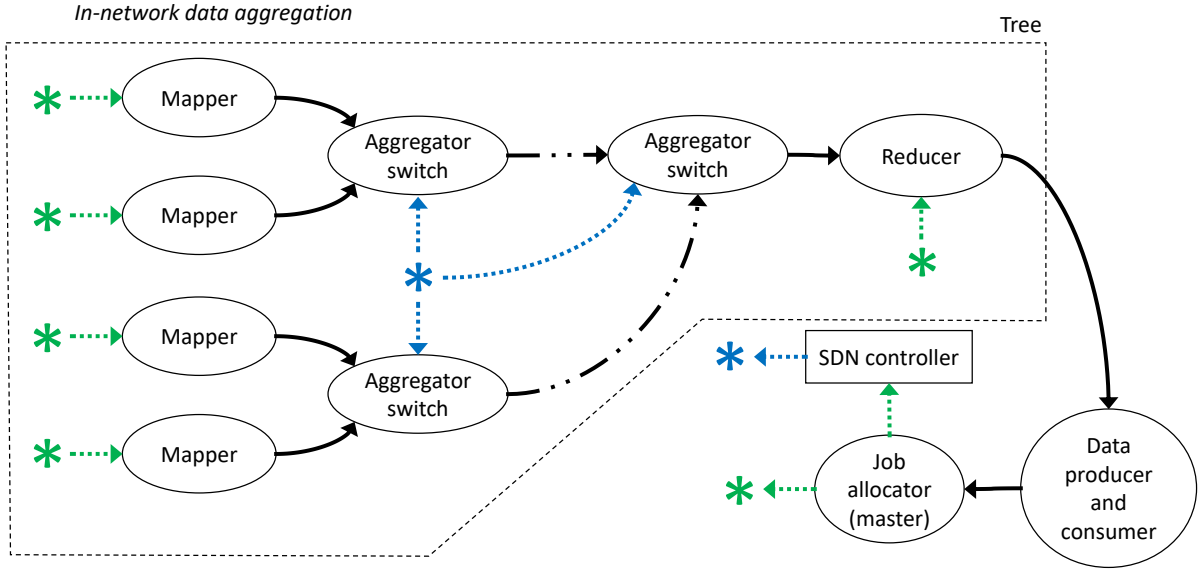 In-network data aggregation
Tree
Mapper
Aggregator
switch
Aggregator
switch
Reducer
Mapper
Mapper
SDN controller
Aggregator
switch
Mapper
Job
allocator
(master)
Data
producer
and
consumer